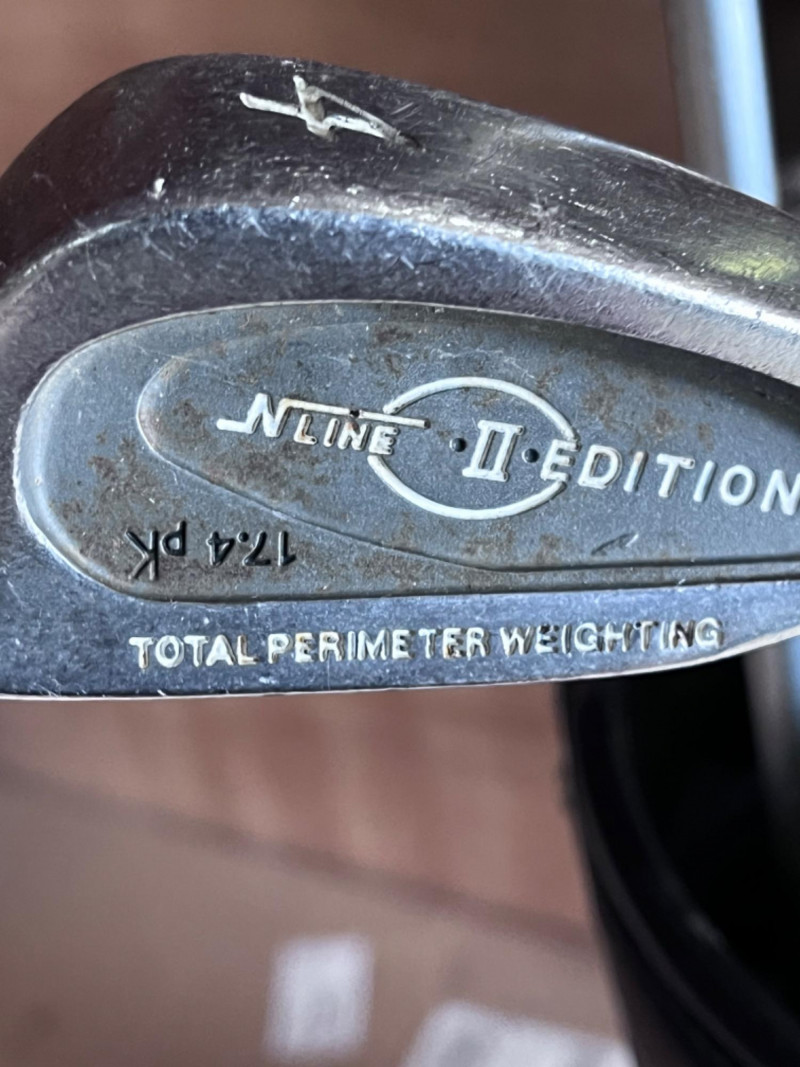 4
NLINE ·II· EDITION
17.4 pK
TOTAL PERIMETER WEIGHTING